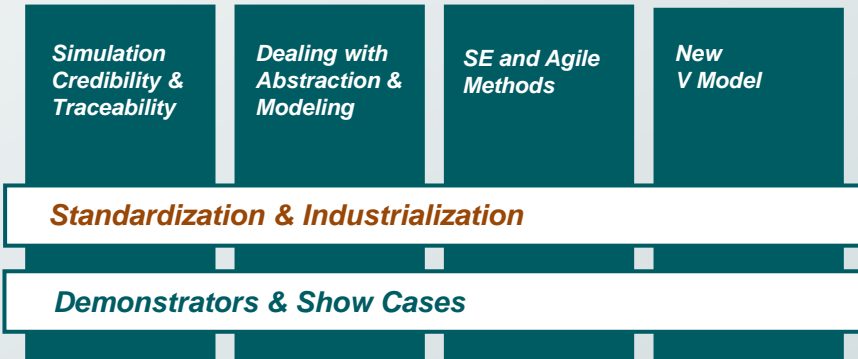 Simulation
Credibility &
Traceability
Dealing with
Abstraction &
Modeling
SE and Agile
Methods
New
V Model
Standardization & Industrialization
Demonstrators & Show Cases